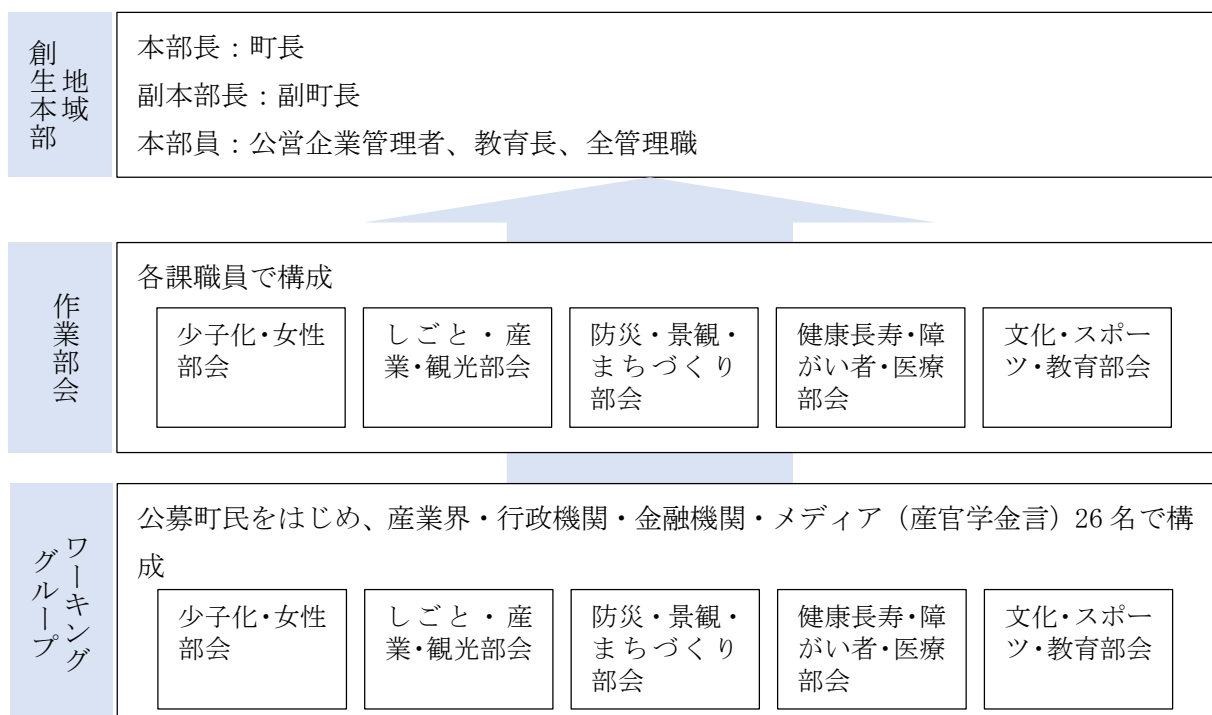 地域
創生本部
本部長：町長
副本部長：副町長
本部員：公営企業管理者、教育長、全管理職
作業部会
各課職員で構成
少子化・女性
部会
しごと・産
業・観光部会
防災・景観・
まちづくり
部会
健康長寿・障
がい者・医療
部会
文化・スポー
ツ・教育部会
ワーキング
グループ
公募町民をはじめ、産業界・行政機関・金融機関・メディア（産官学金言）26 名で構
成
少子化・女性
部会
しごと・産
業・観光部会
防災・景観・
まちづくり
部会
健康長寿・障
がい者・医療
部会
文化・スポー
ツ・教育部会